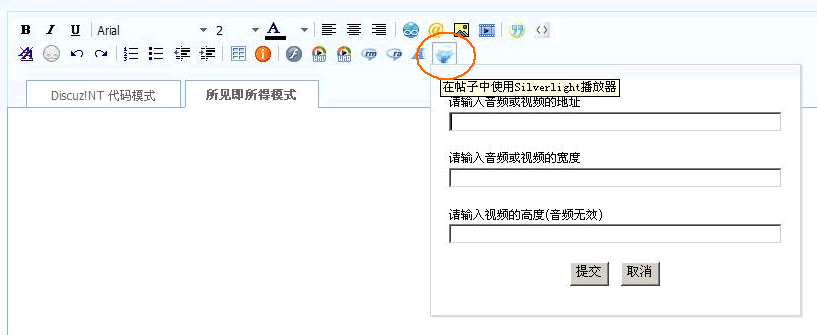 B I U Arial 2 A
Discuz!NT 代码模式
所见即所得模式
在帖子中使用Silverlight播放器
请输入音频或视频的地址
请输入音频或视频的宽度
请输入视频的高度(音频无效)
提交 取消